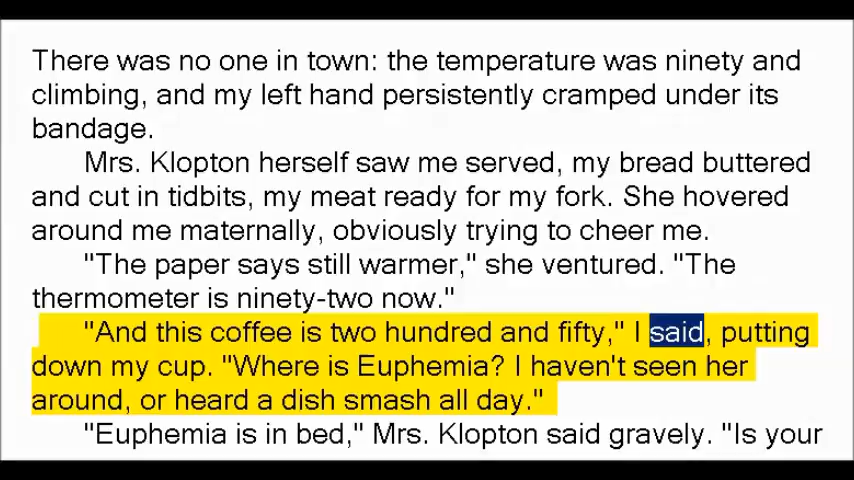 There was no one in town: the temperature was ninety and
climbing, and my left hand persistently cramped under its
bandage.
Mrs. Klopton herself saw me served, my bread buttered
and cut in tidbits, my meat ready for my fork. She hovered
around me maternally, obviously trying to cheer me.
"The paper says still warmer," she ventured. "The
thermometer is ninety-two now."
"And this coffee is two hundred and fifty," I said, putting
down my cup. "Where is Euphemia? I haven't seen her
around, or heard a dish smash all day."
"Euphemia is in bed," Mrs. Klopton said gravely. "Is your